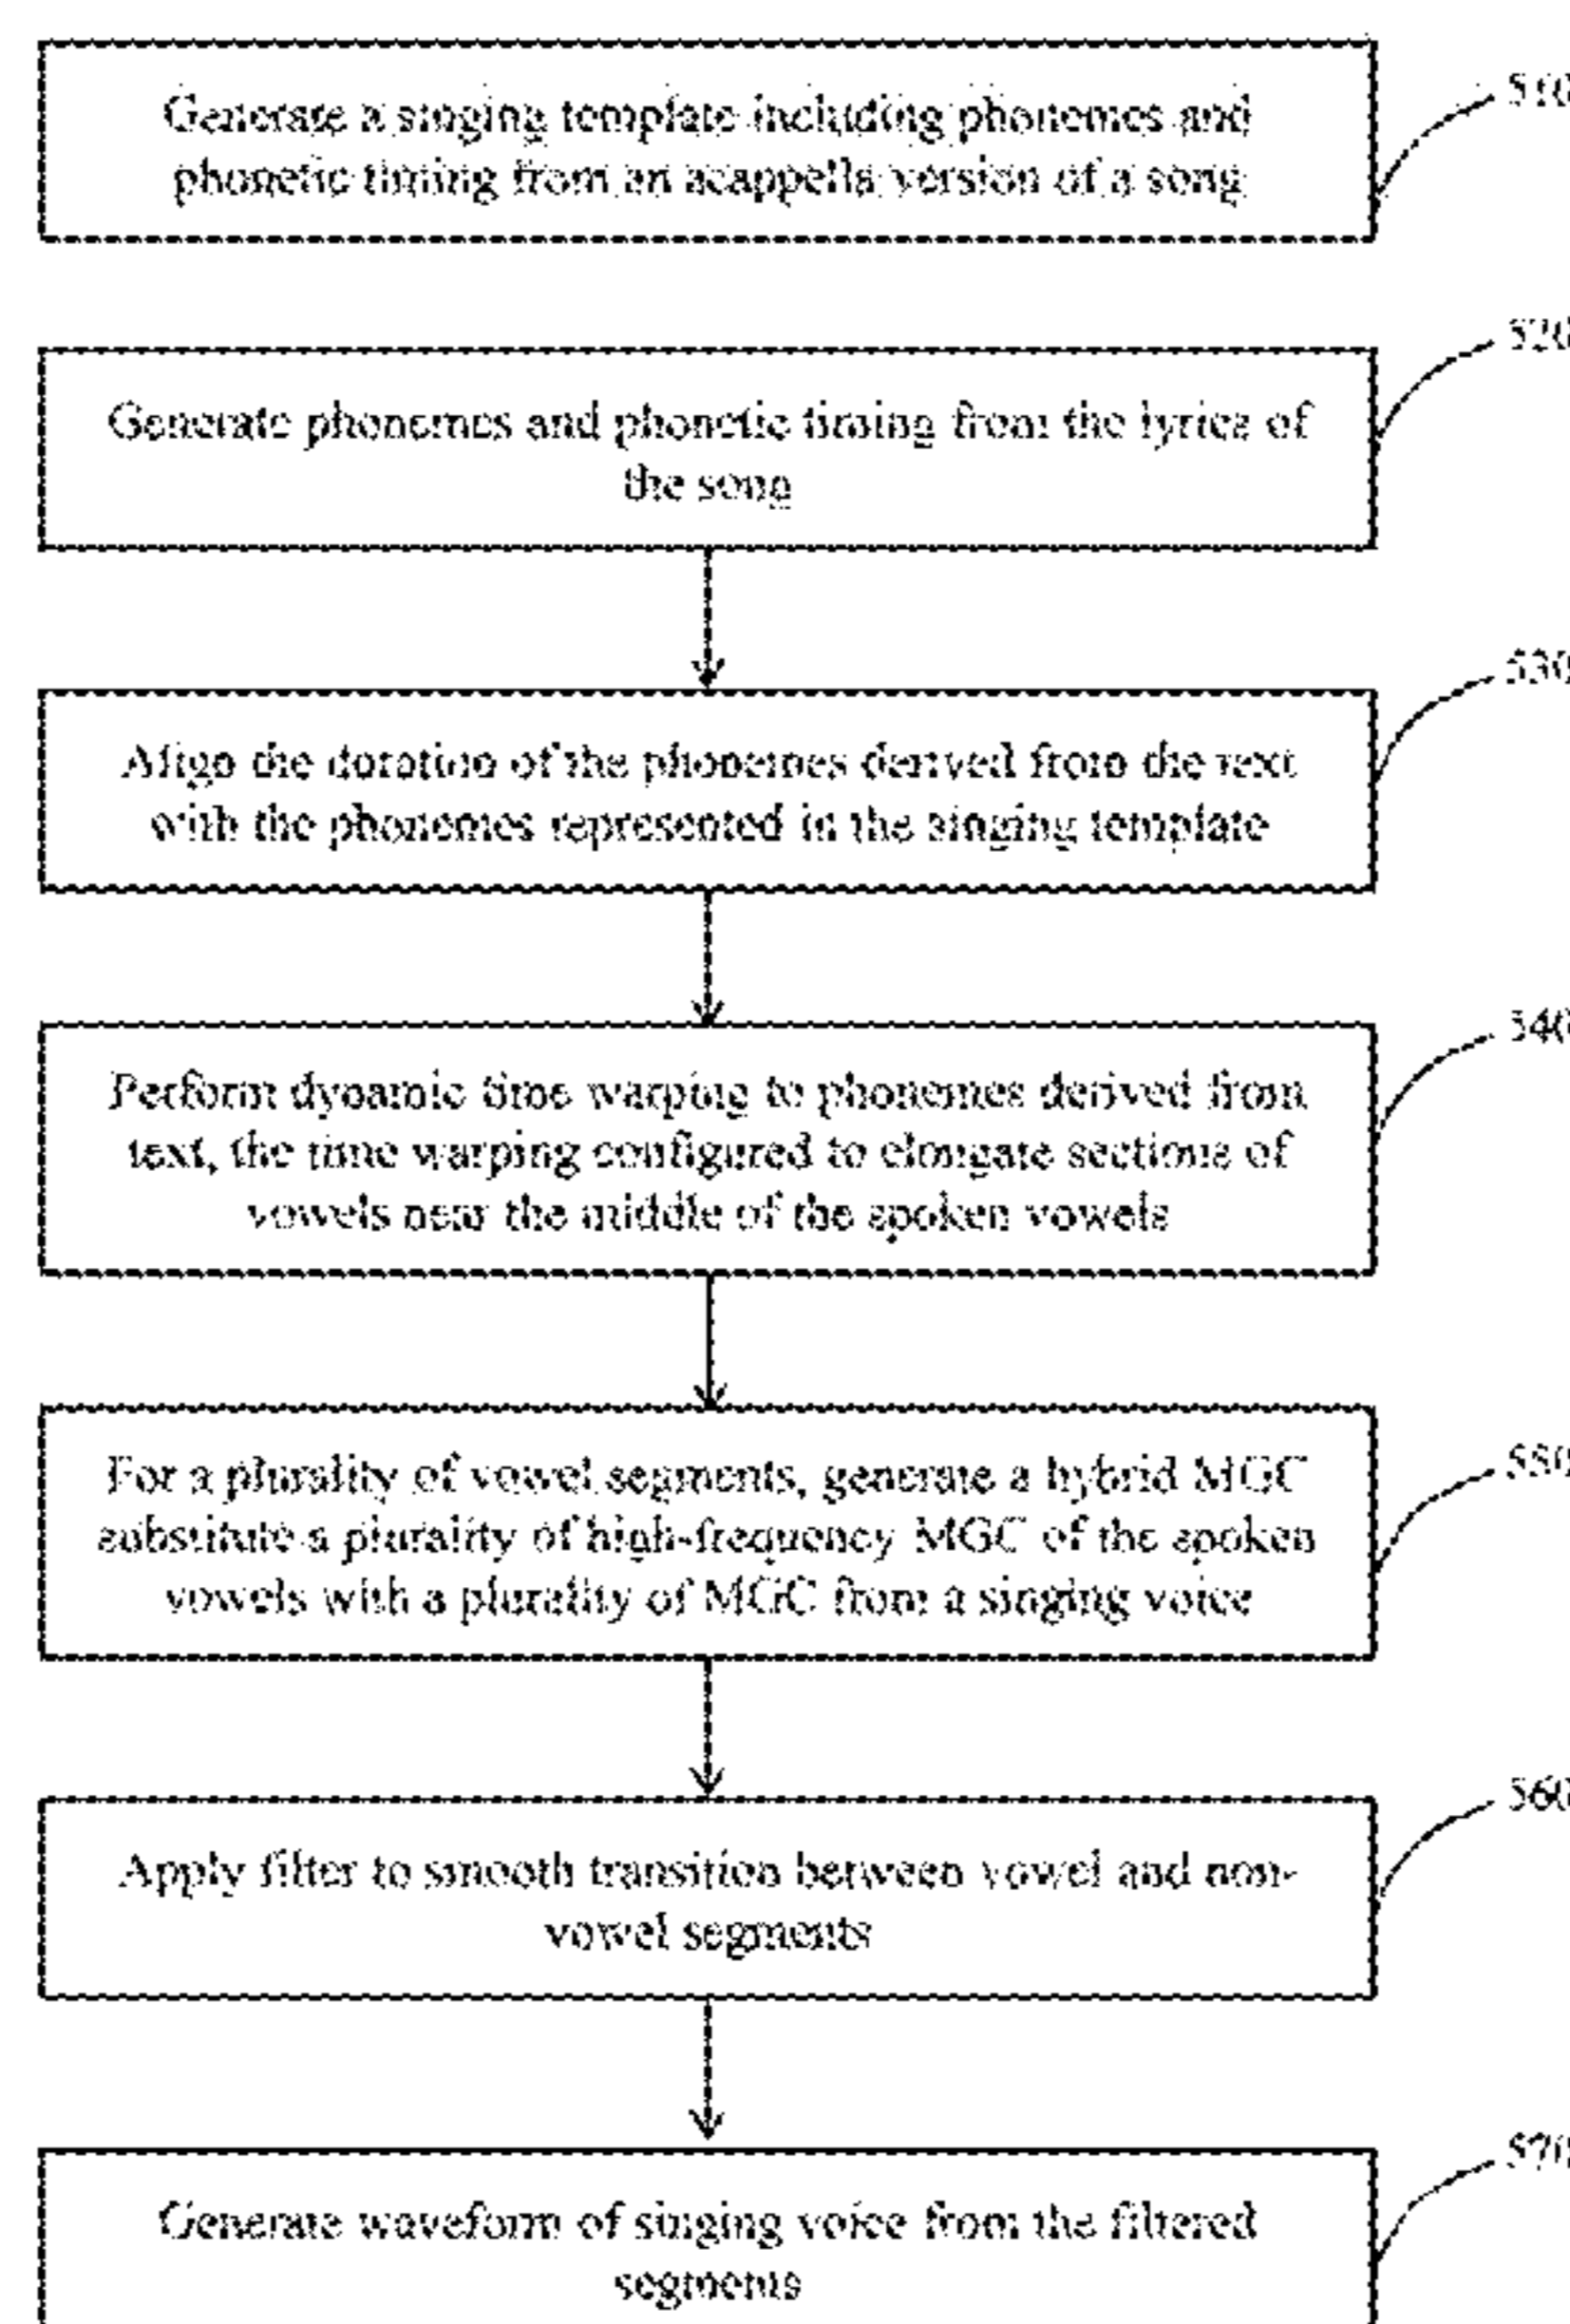 Generate a singing template including phonemes and
phonetic timing from an acappella version of a song
510
Generate phonemes and phonetic timing from the lyrics of
the song
520
Align the duration of the phonemes derived from the text
with the phonemes represented in the singing template
530
Perform dynamic time warping to phonemes derived from
text, the time warping configured to elongate sections of
vowels near the middle of the spoken vowels
540
For a plurality of vowel segments, generate a hybrid MGC
substitute a plurality of high-frequency MGC of the spoken
vowels with a plurality of MGC from a singing voice
550
Apply filter to smooth transition between vowel and non-
vowel segments
560
Generate waveform of singing voice from the filtered
segments
570